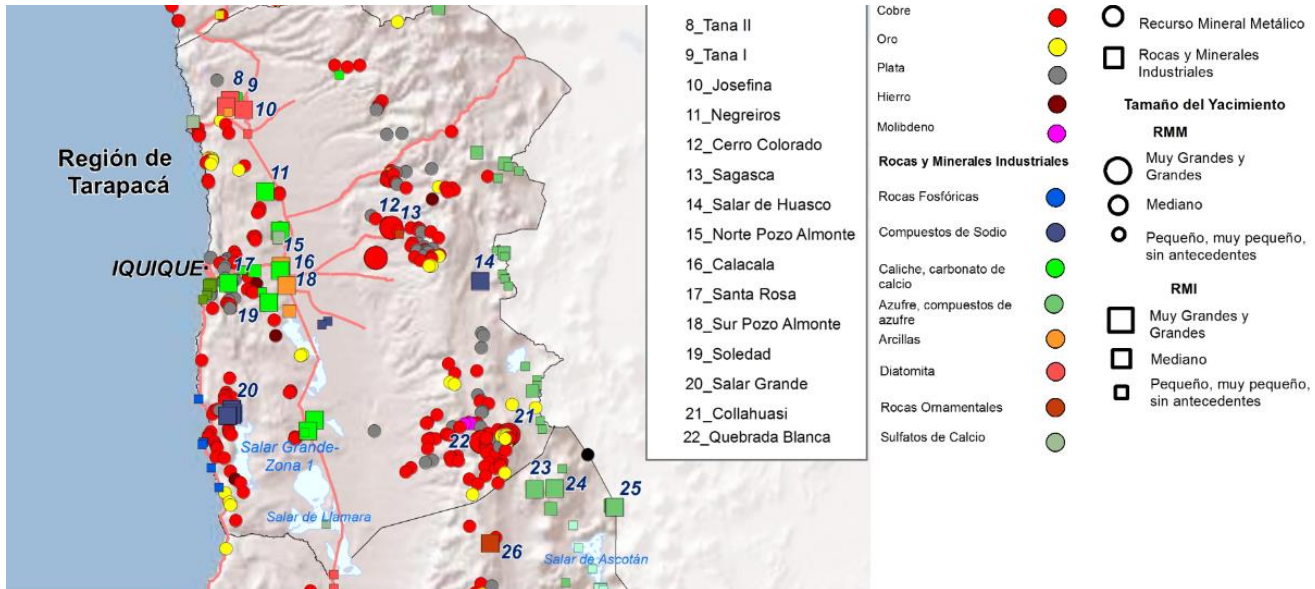 8
9
10
Región de
Tarapacá
11
12
13
15
14
IQUIQUE
17
16
18
19
20
21
22
Salar Grande-
Zona 1
23
24
25
Salar de Llamara
26
Salar de Ascotán
8_Tana II
9_Tana I
10_Josefina
11_Negreiros
12_Cerro Colorado
13_Sagasca
14_Salar de Huasco
15_Norte Pozo Almonte
16_Calacala
17_Santa Rosa
18_Sur Pozo Almonte
19_Soledad
20_Salar Grande
21_Collahuasi
22_Quebrada Blanca
Cobre
Oro
Plata
Hierro
Molibdeno
Rocas y Minerales Industriales
Rocas Fosfóricas
Compuestos de Sodio
Caliche, carbonato de
calcio
Azufre, compuestos de
azufre
Arcillas
Diatomita
Rocas Ornamentales
Sulfatos de Calcio
Recurso Mineral Metálico
Rocas y Minerales
Industriales
Tamaño del Yacimiento
RMM
Muy Grandes y
Grandes
Mediano
Pequeño, muy pequeño,
sin antecedentes
RMI
Muy Grandes y
Grandes
Mediano
Pequeño, muy pequeño,
sin antecedentes